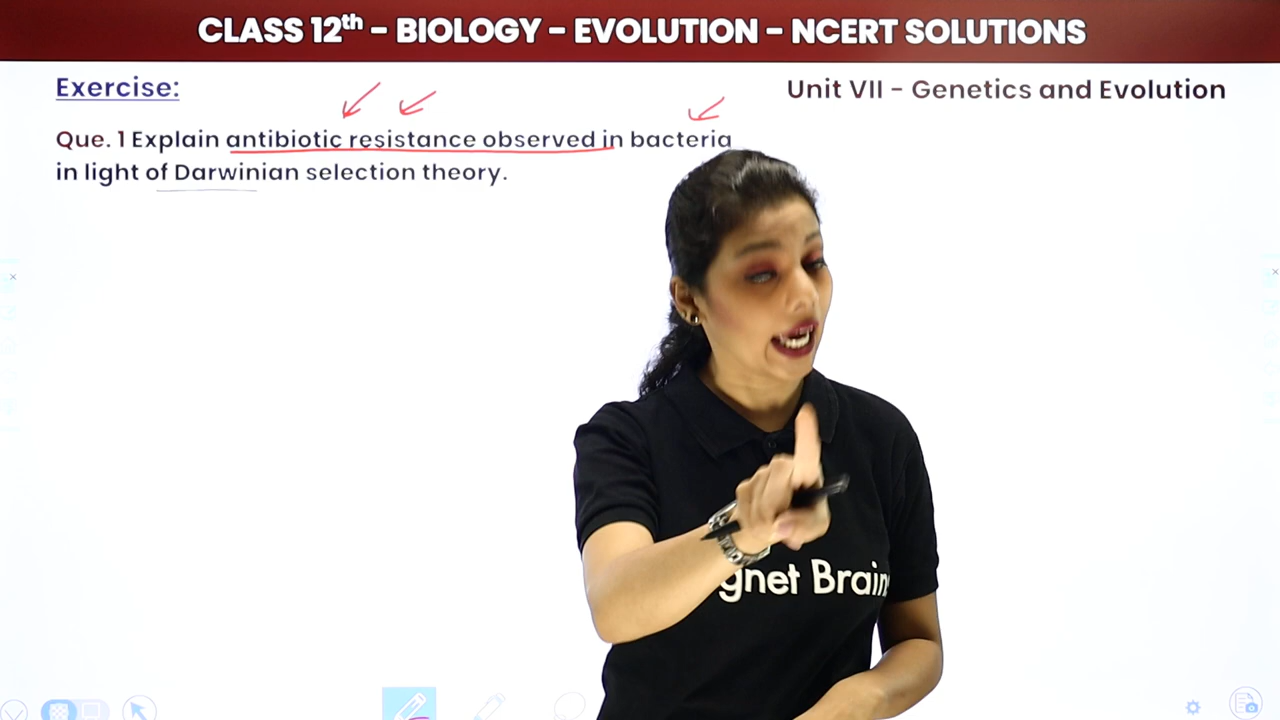 CLASS 12th - BIOLOGY - EVOLUTION - NCERT SOLUTIONS
Exercise:
Unit VII - Genetics and Evolution
Que. 1 Explain antibiotic resistance observed in bacteria
in light of Darwinian selection theory.
gnet Brain